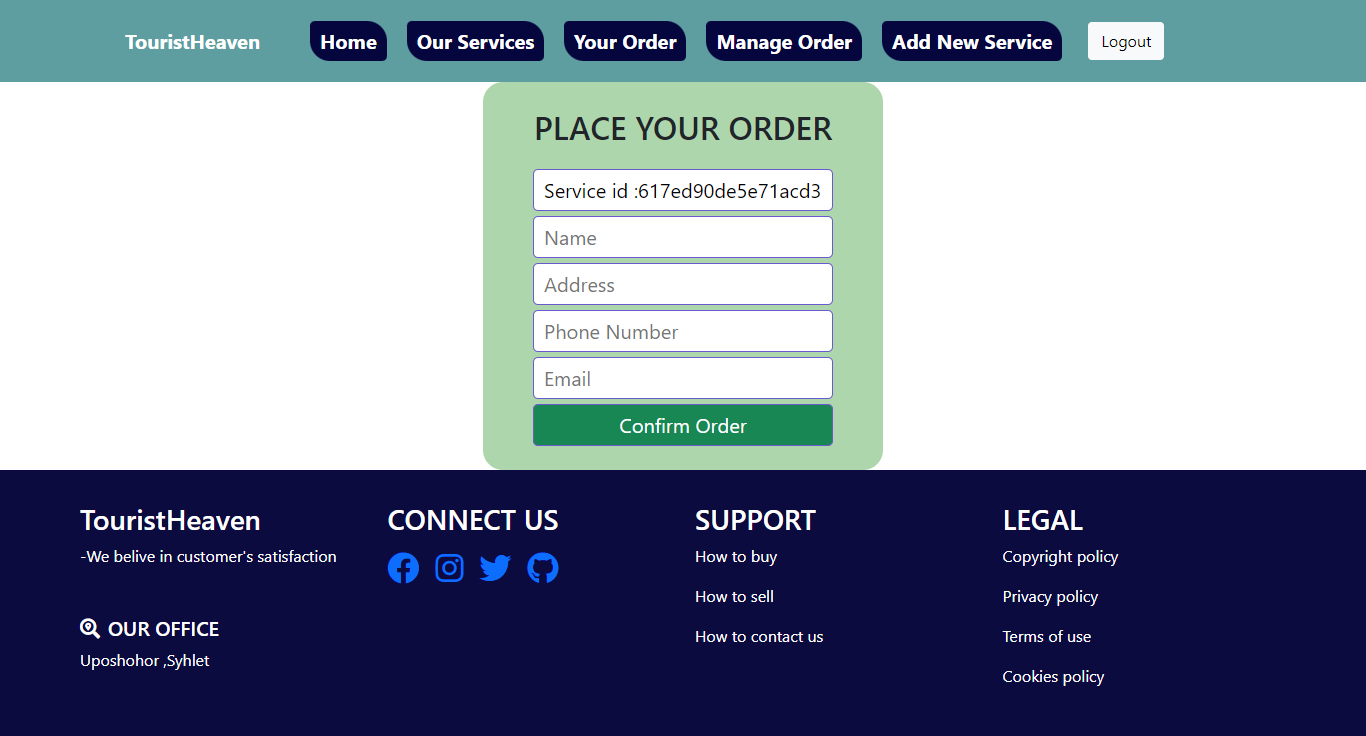 TouristHeaven Home Our Services Your Order Manage Order Add New Service Logout
PLACE YOUR ORDER
Service id :617ed90de5e71acd3
Name
Address
Phone Number
Email
Confirm Order
TouristHeaven
-We belive in customer's satisfaction
OUR OFFICE
Uposhohor ,Syhlet
CONNECT US
SUPPORT
How to buy
How to sell
How to contact us
LEGAL
Copyright policy
Privacy policy
Terms of use
Cookies policy